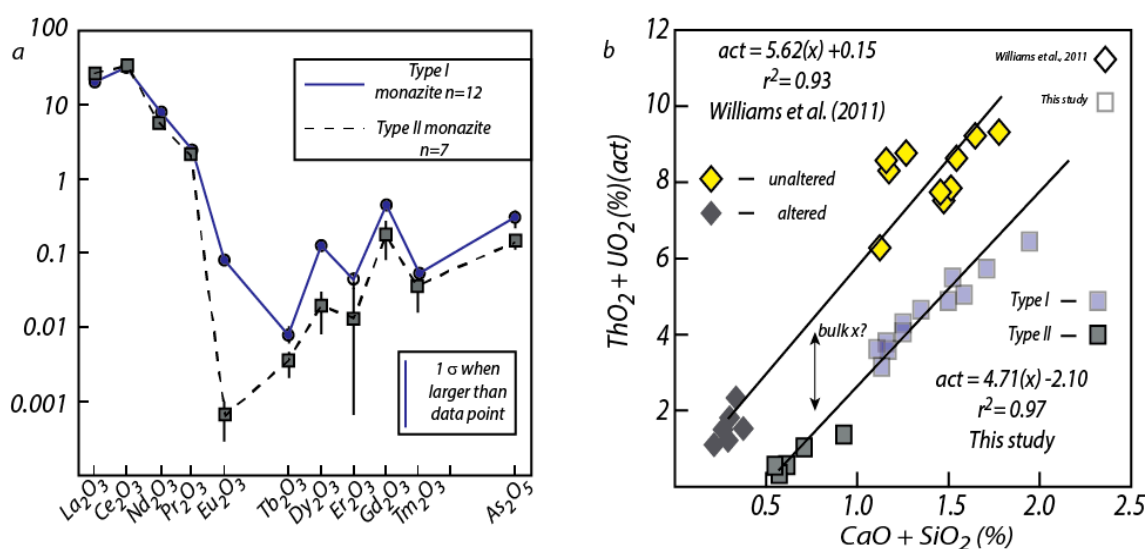 a
100
10
1
0.1
0.01
0.001
Type I
monazite n=12
Type II monazite
n=7
1 σ when
larger than
data point
La2O3
Ce2O3
Nd2O3
Pr2O3
Eu2O3
Tb2O3
Dy2O3
Er2O3
Gd2O3
Tm2O3
As2O5
b
ThO2 + UO2 (%)(act)
12
10
8
6
4
2
act = 5.62(x) +0.15
r2 = 0.93
Williams et al. (2011)
Williams et al., 2011
This study
unaltered
altered
Type I
Type II
bulk x?
act = 4.71(x) -2.10
r2 = 0.97
This study
0.5
1.0
1.5
2.0
2.5
CaO + SiO2 (%)